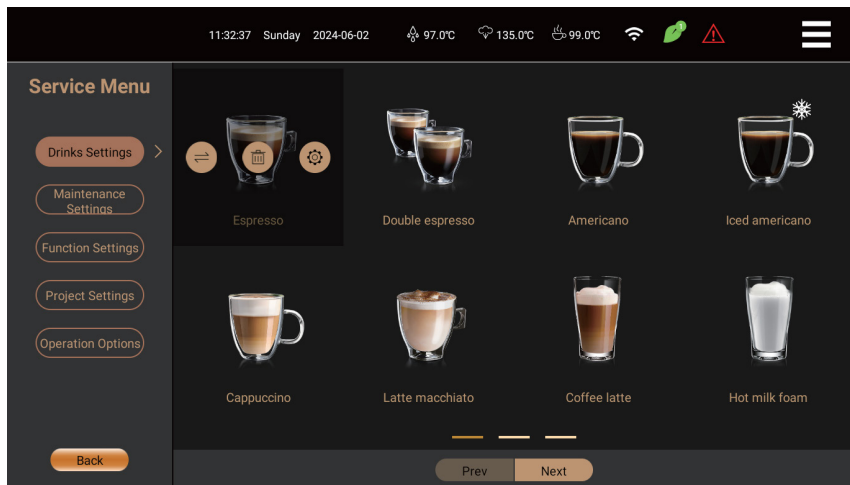 11:32:37 Sunday 2024-06-02 97.0℃ 135.0℃ 99.0℃ 1
Service Menu
Drinks Settings
Maintenance
Settings
Function Settings
Project Settings
Operation Options
Back
Espresso Double espresso Americano Iced americano
Cappuccino Latte macchiato Coffee latte Hot milk foam
Prev Next